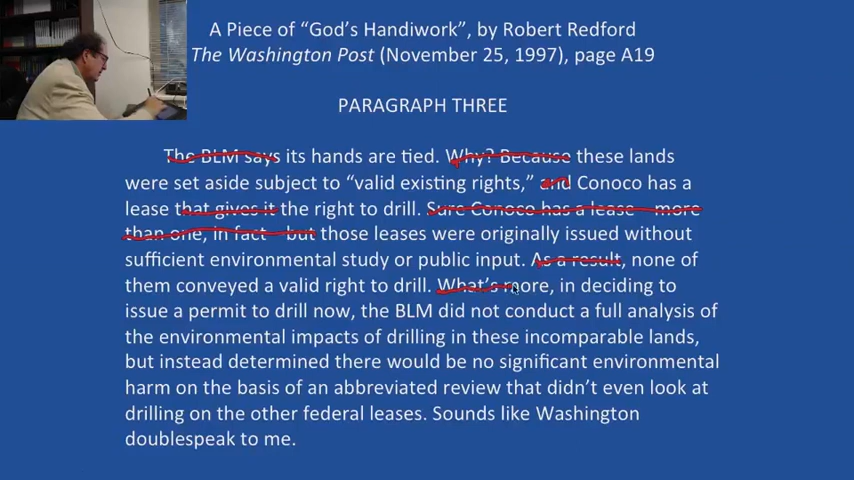 A Piece of “God’s Handiwork”, by Robert Redford
The Washington Post (November 25, 1997), page A19
PARAGRAPH THREE
The BLM says its hands are tied. Why? Because these lands
were set aside subject to “valid existing rights,” and Conoco has a
lease that gives it the right to drill. Sure Conoco has a lease—more
than one, in fact—but those leases were originally issued without
sufficient environmental study or public input. As a result, none of
them conveyed a valid right to drill. What’s more, in deciding to
issue a permit to drill now, the BLM did not conduct a full analysis of
the environmental impacts of drilling in these incomparable lands,
but instead determined there would be no significant environmental
harm on the basis of an abbreviated review that didn’t even look at
drilling on the other federal leases. Sounds like Washington
doublespeak to me.